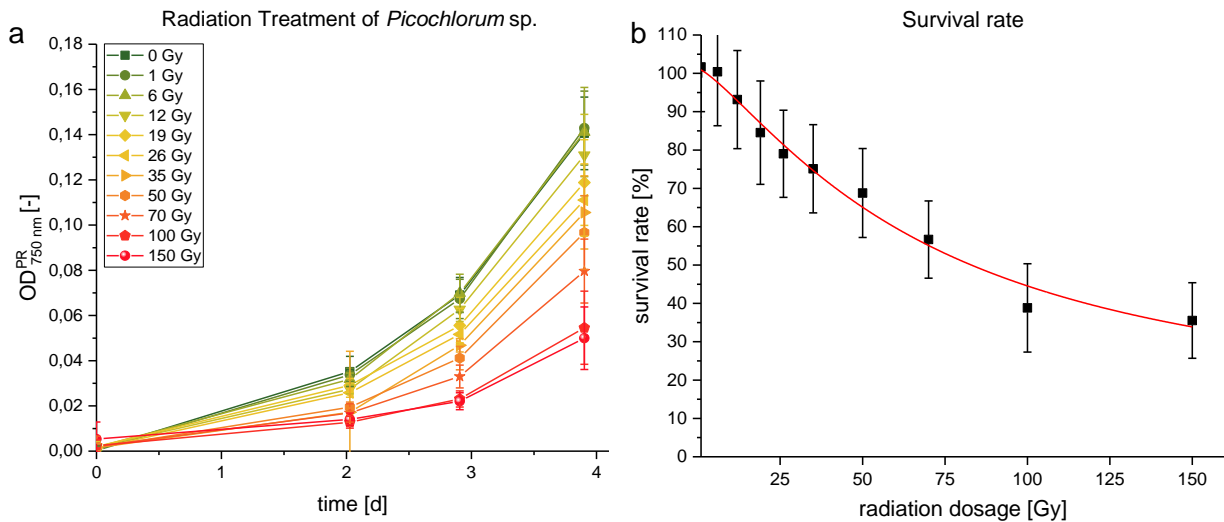 Radiation Treatment of Picochlorum sp.
a
0,18
0,16
0,14
0,12
0,10
0,08
0,06
0,04
0,02
0,00
OD PR 750 nm [-]
0 Gy
1 Gy
6 Gy
12 Gy
19 Gy
26 Gy
35 Gy
50 Gy
70 Gy
100 Gy
150 Gy
0 1 2 3 4
time [d]
Survival rate
b
110
100
90
80
70
60
50
40
30
20
10
0
survival rate [%]
25 50 75 100 125 150
radiation dosage [Gy]